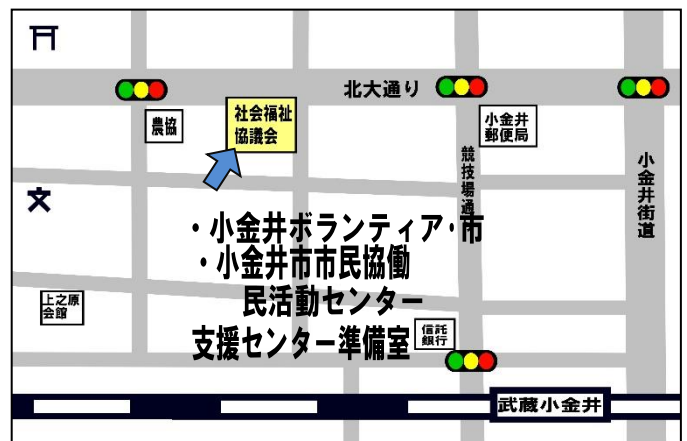 北大通り
農協
社会福祉
協議会
小金井
郵便局
競技場通
小金井街道
文
・小金井ボランティア・市
・小金井市市民協働
民活動センター
支援センター準備室
上之原
会館
信託
銀行
武蔵小金井